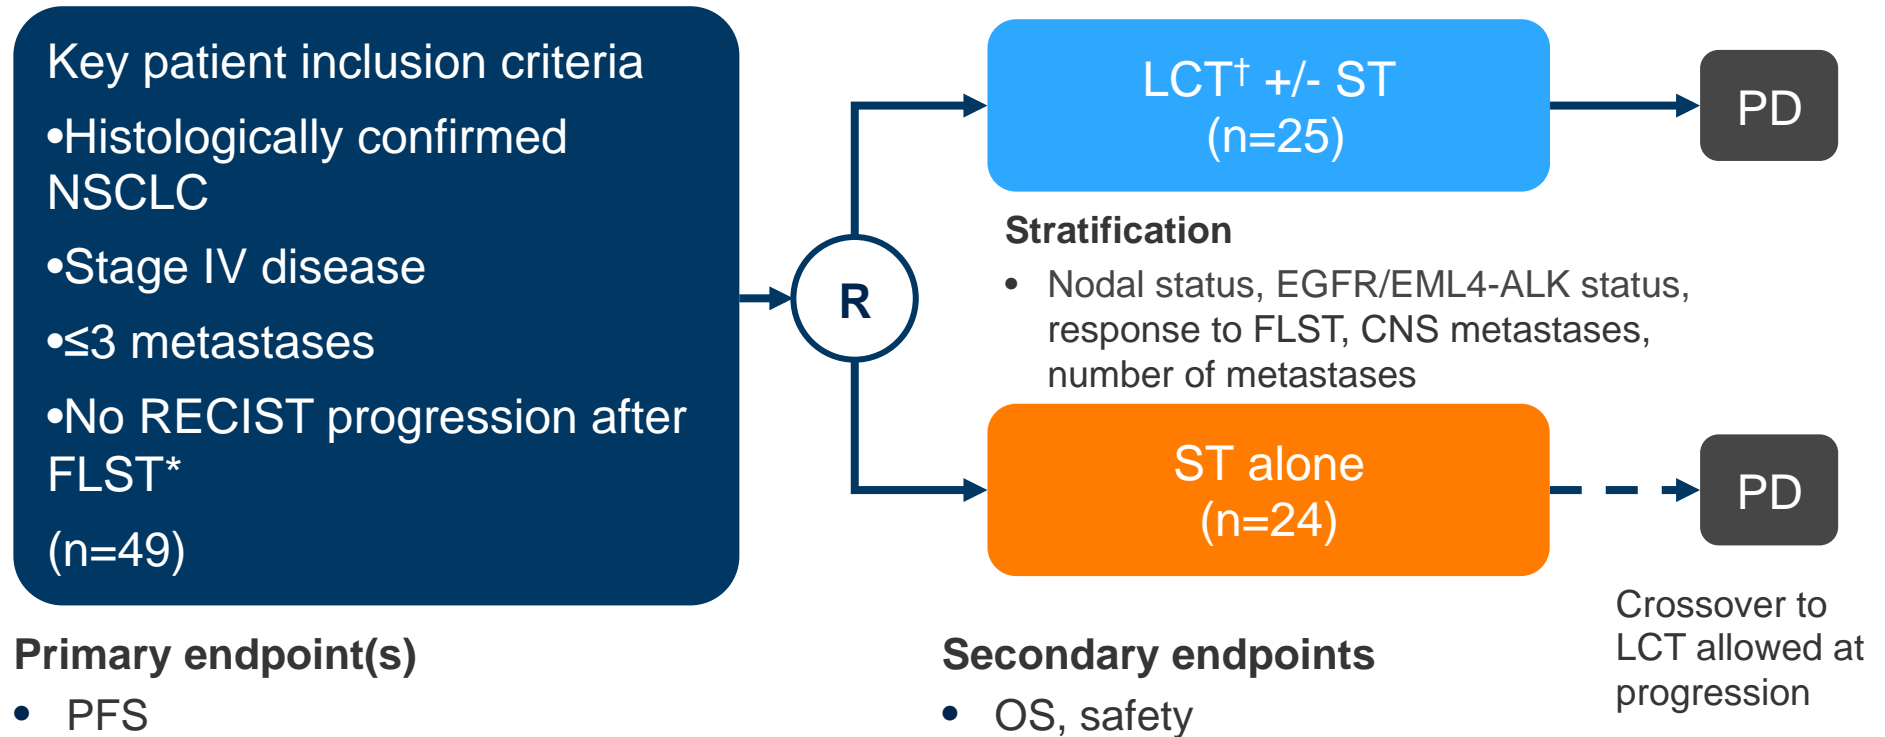 Key patient inclusion criteria
•Histologically confirmed
NSCLC
•Stage IV disease
•≤3 metastases
•No RECIST progression after
FLST*
(n=49)
R
LCT† +/- ST
(n=25)
PD
Stratification
• Nodal status, EGFR/EML4-ALK status,
response to FLST, CNS metastases,
number of metastases
ST alone
(n=24)
PD
Crossover to
LCT allowed at
progression
Primary endpoint(s)
• PFS
Secondary endpoints
• OS, safety